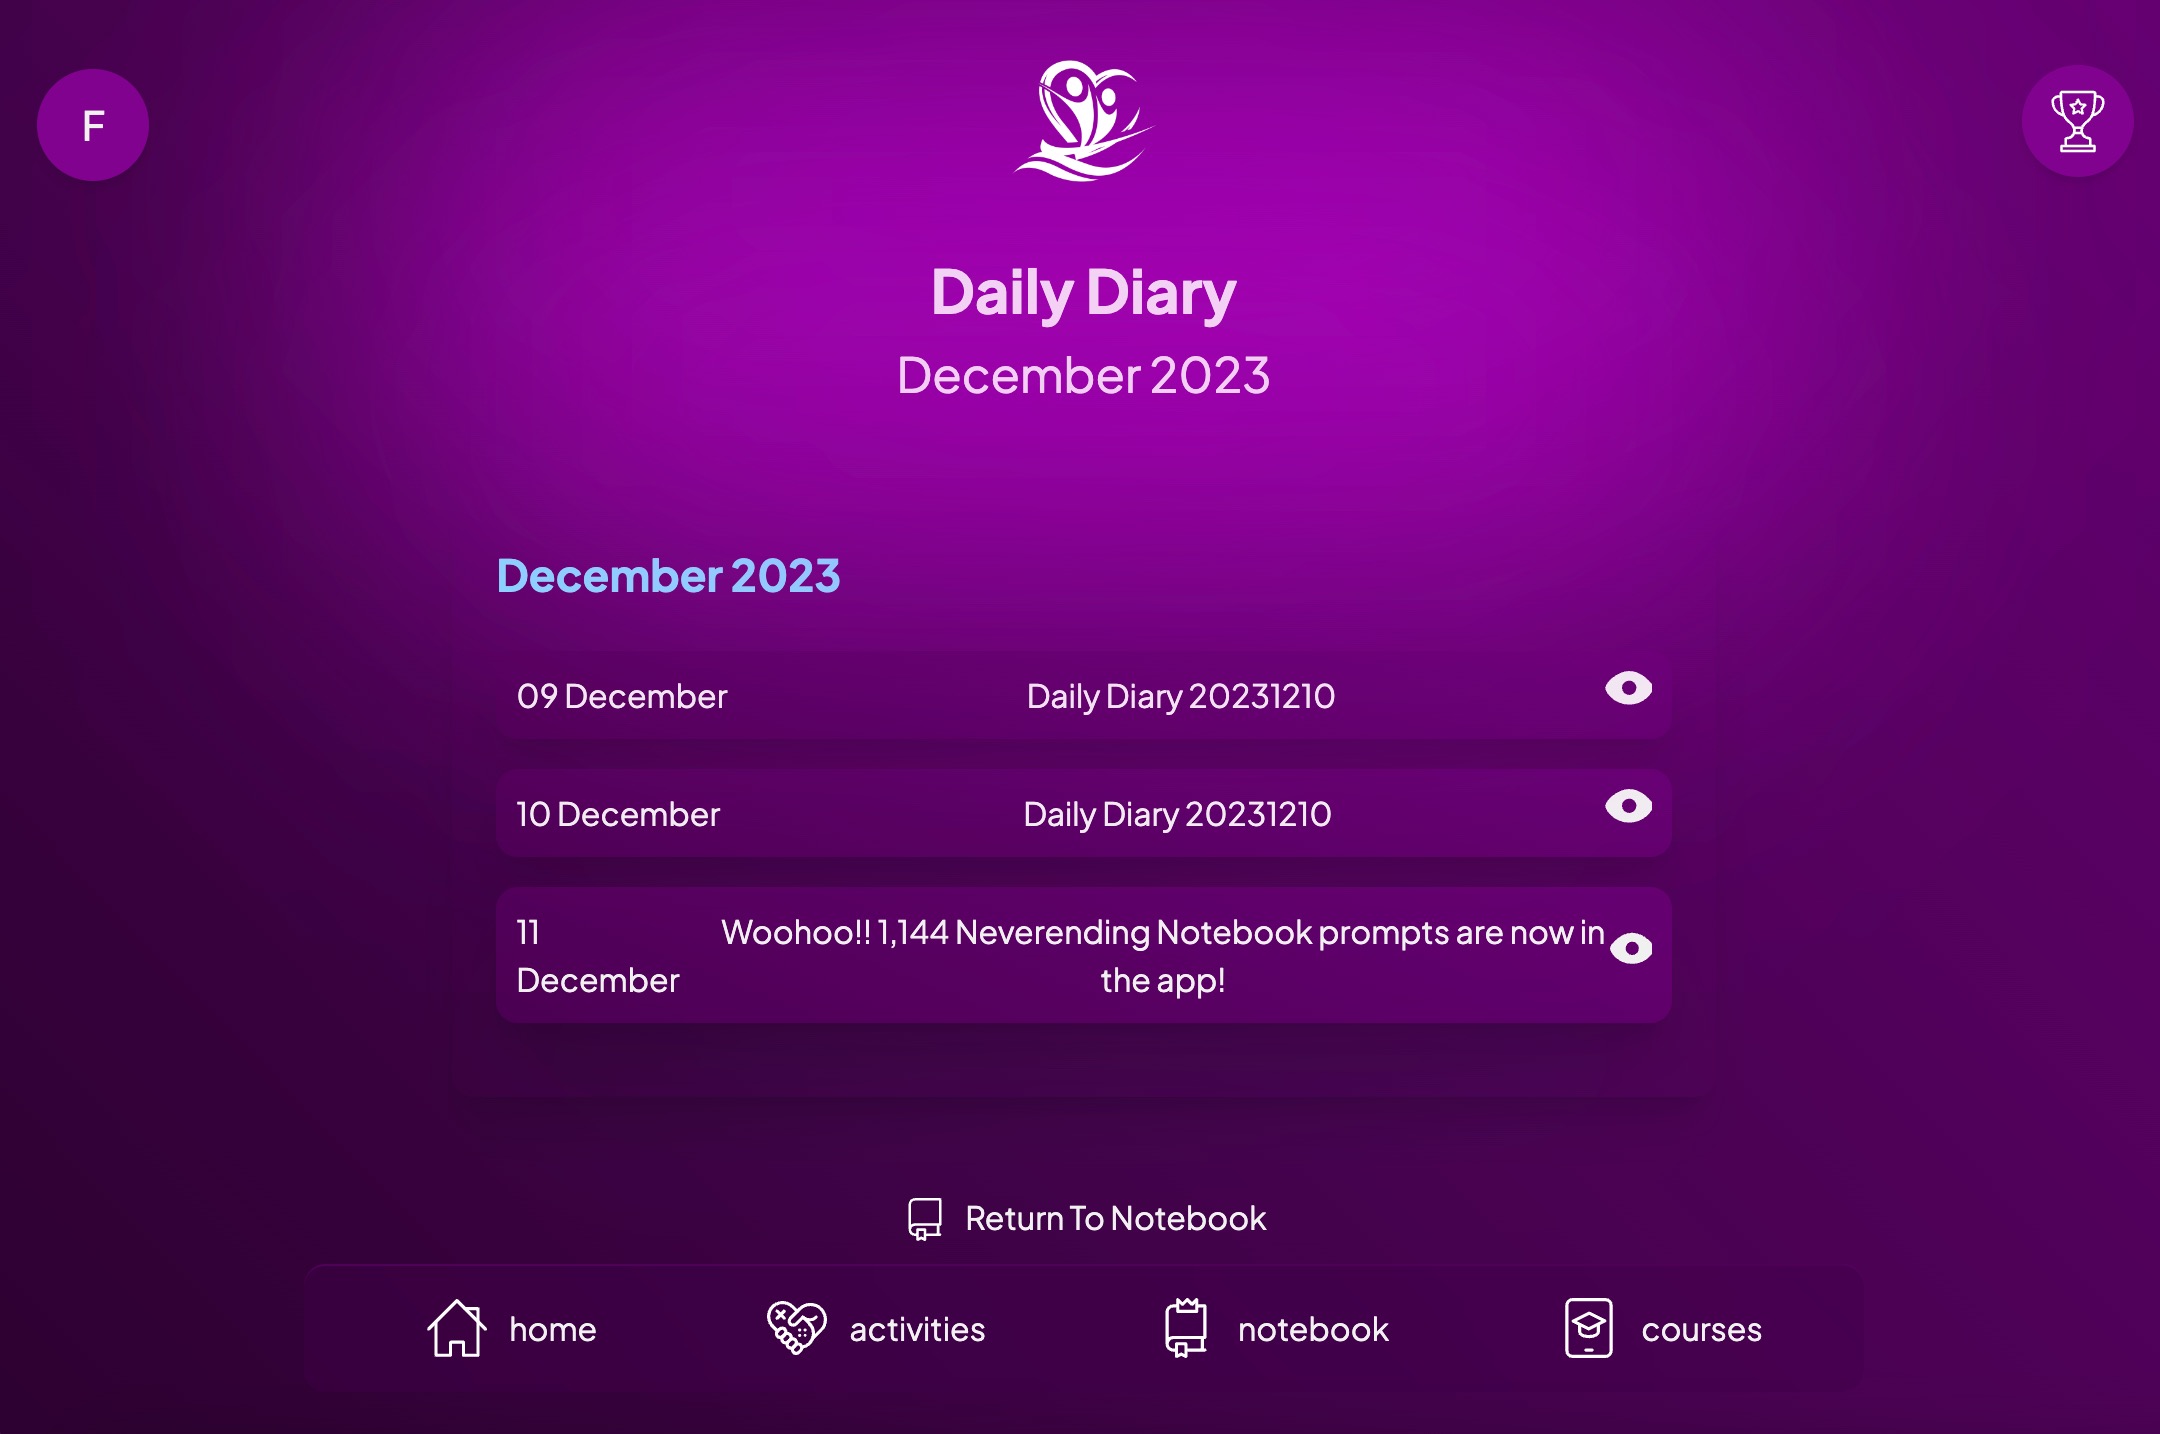 F
Daily Diary
December 2023
December 2023
09 December Daily Diary 20231210
10 December Daily Diary 20231210
11 Woohoo!! 1,144 Neverending Notebook prompts are now in
December the app!
Return To Notebook
home activities notebook courses